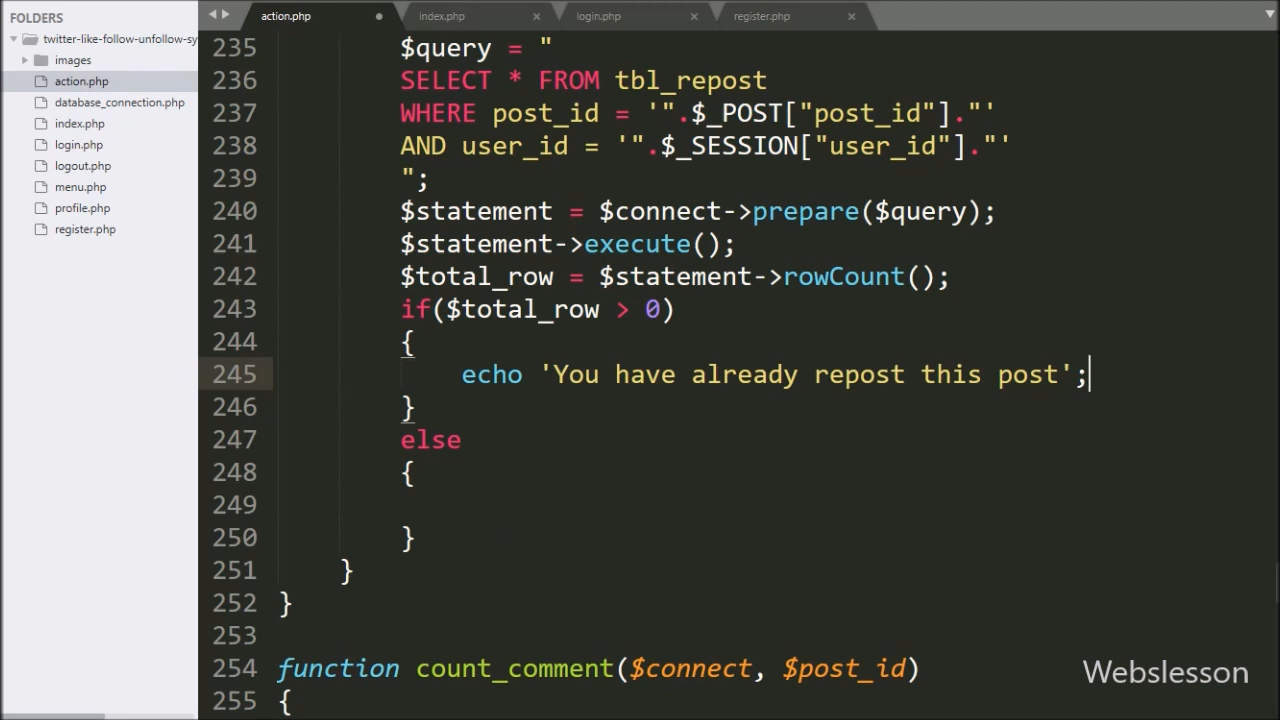 FOLDERS
twitter-like-follow-unfollow-sy
images
action.php
database_connection.php
index.php
login.php
logout.php
menu.php
profile.php
register.php
action.php index.php login.php register.php
235 $query = "
236 SELECT * FROM tbl_repost
237 WHERE post_id = '".$_POST["post_id"]."'
238 AND user_id = '".$_SESSION["user_id"]."'
239 ";
240 $statement = $connect->prepare($query);
241 $statement->execute();
242 $total_row = $statement->rowCount();
243 if($total_row > 0)
244 {
245 echo 'You have already repost this post';
246 }
247 else
248 {
249
250 }
251 }
252 }
253
254 function count_comment($connect, $post_id)
255 {
Webslesson